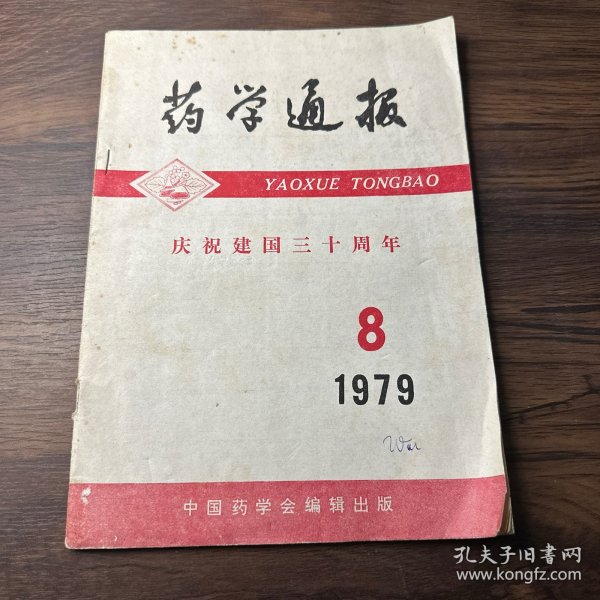 药学通报
YAOXUE TONGBAO
庆祝建国三十周年
8
1979
中国药学会编辑出版
孔夫子旧书网
www.kongfz.com